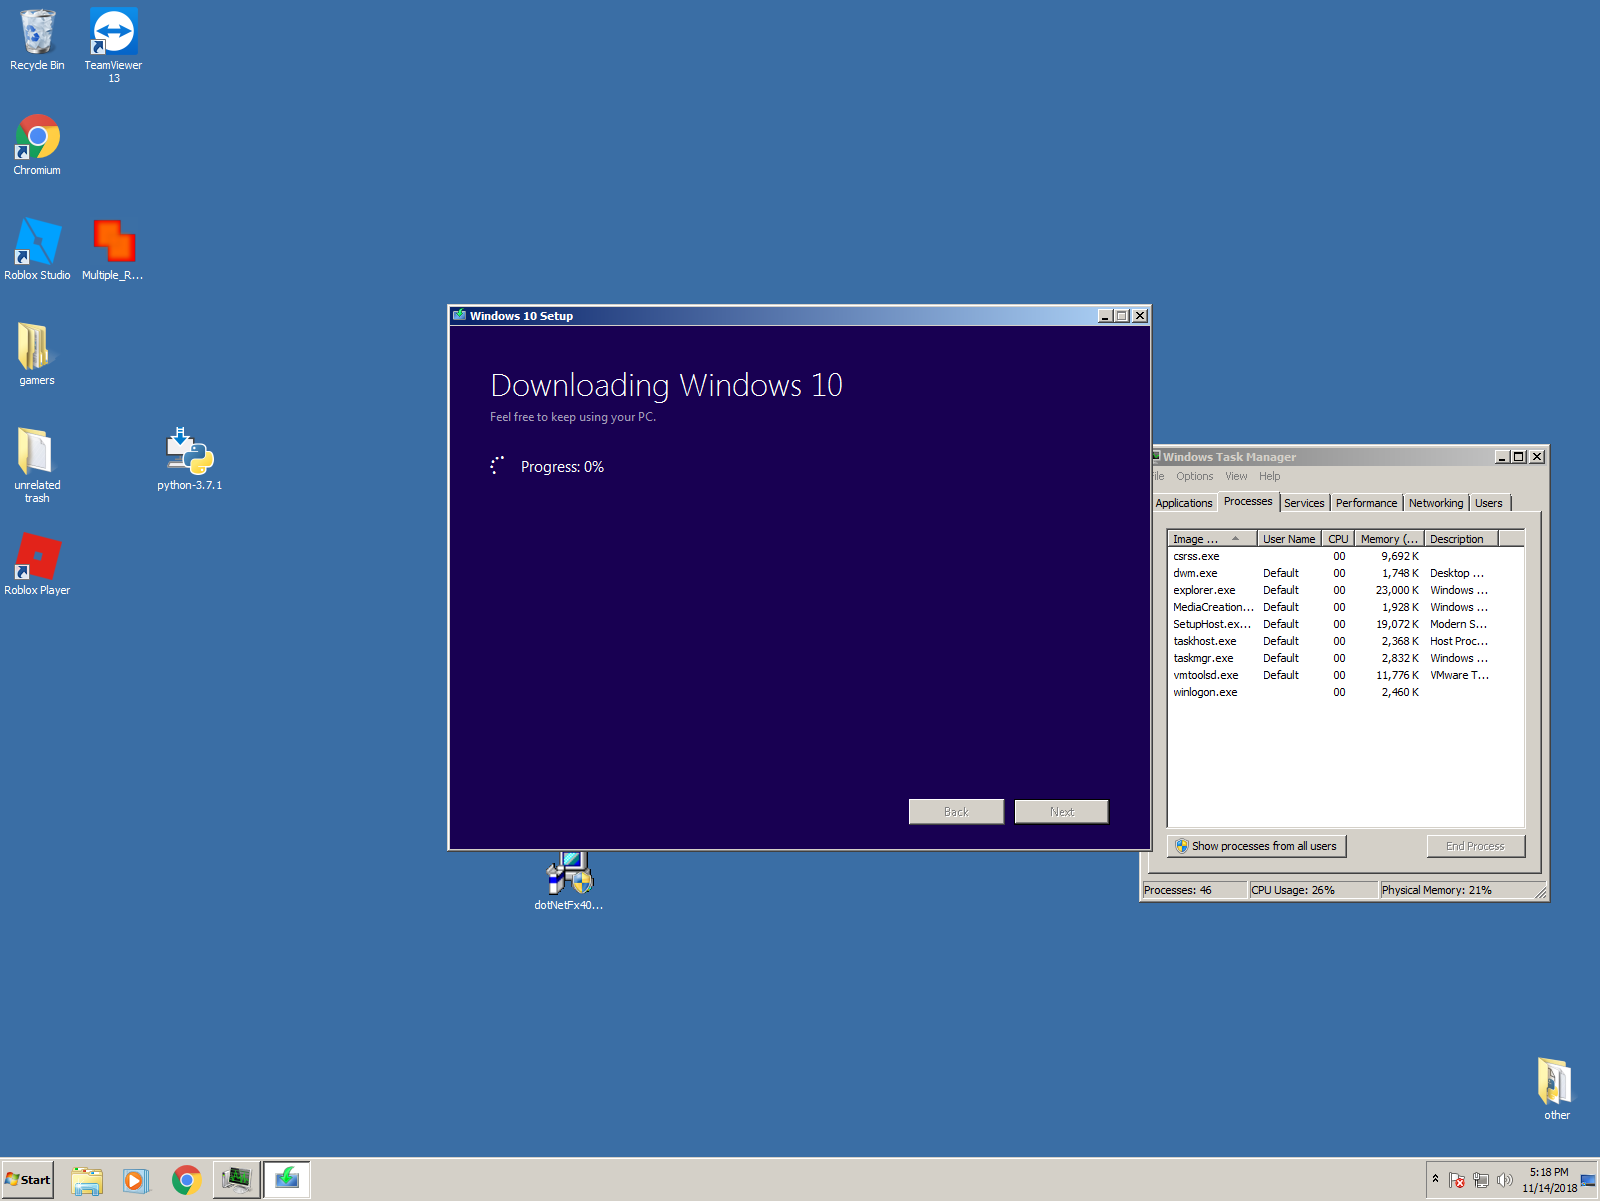 Recycle Bin
TeamViewer
13
Chromium
Roblox Studio
Multiple_R...
gamers
unrelated
trash
python-3.7.1
Roblox Player
Windows 10 Setup
Downloading Windows 10
Feel free to keep using your PC.
Progress: 0%
Back
Next
dotNetFx40...
Windows Task Manager
Options View Help
Applications Processes Services Performance Networking Users
Image ... User Name CPU Memory (... Description
csrss.exe 00 9,692 K
dwm.exe Default 00 1,748 K Desktop ...
explorer.exe Default 00 23,000 K Windows ...
MediaCreation... Default 00 1,928 K Windows ...
SetupHost.ex... Default 00 19,072 K Modern S...
taskhost.exe Default 00 2,368 K Host Proc...
taskmgr.exe Default 00 2,832 K Windows ...
vmtoolsd.exe Default 00 11,776 K VMware T...
winlogon.exe 00 2,460 K
Show processes from all users
End Process
Processes: 46 CPU Usage: 26% Physical Memory: 21%
other
Start
5:18 PM
11/14/2018